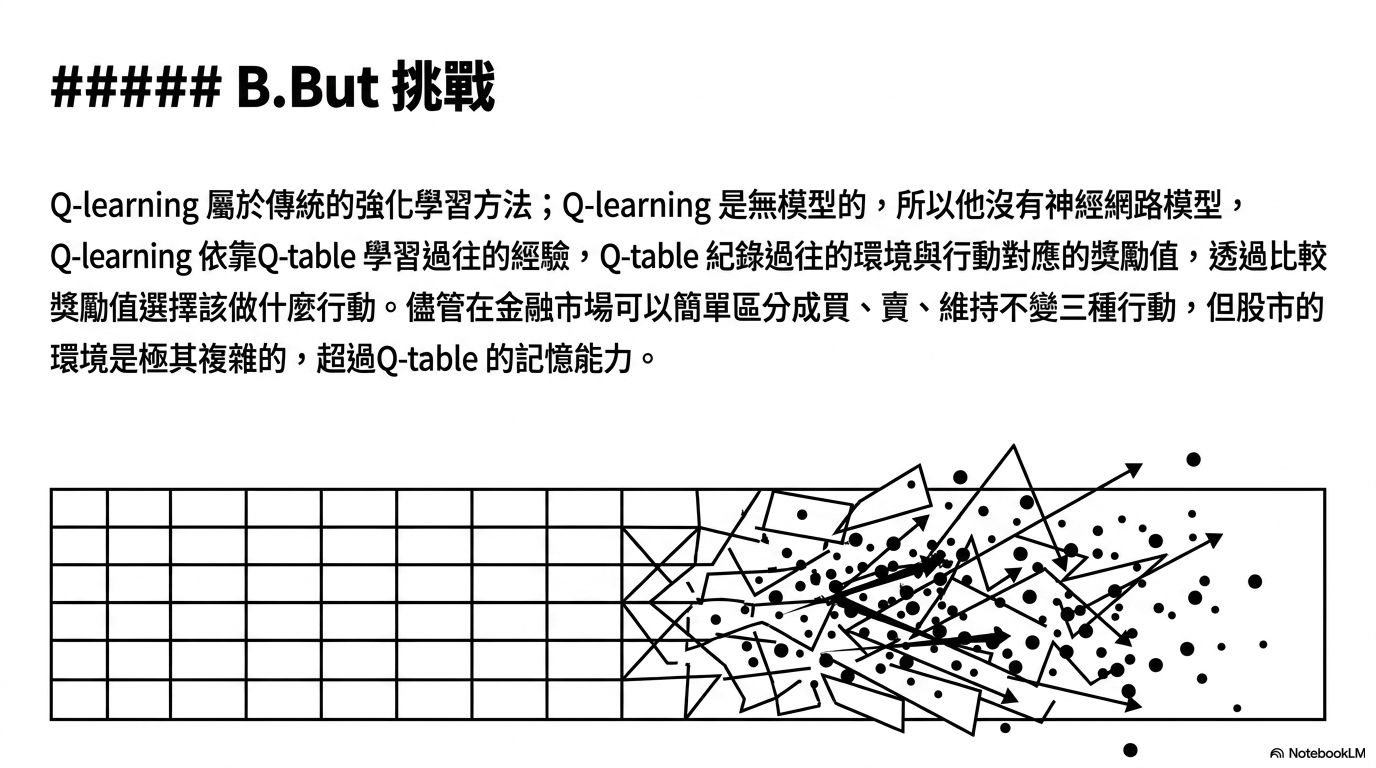 ##### B.But 挑戰
Q-learning 屬於傳統的強化學習方法；Q-learning 是無模型的，所以他沒有神經網路模型，
Q-learning 依靠Q-table 學習過往的經驗，Q-table 紀錄過往的環境與行動對應的獎勵值，透過比較
獎勵值選擇該做什麼行動。儘管在金融市場可以簡單區分成買、賣、維持不變三種行動，但股市的
環境是極其複雜的，超過Q-table 的記憶能力。
NotebookLM